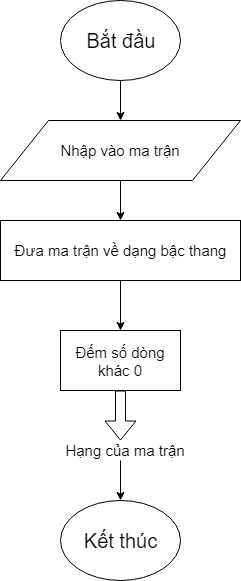 Bắt đầu
Nhập vào ma trận
Đưa ma trận về dạng bậc thang
Đếm số dòng
khác 0
Hạng của ma trận
Kết thúc